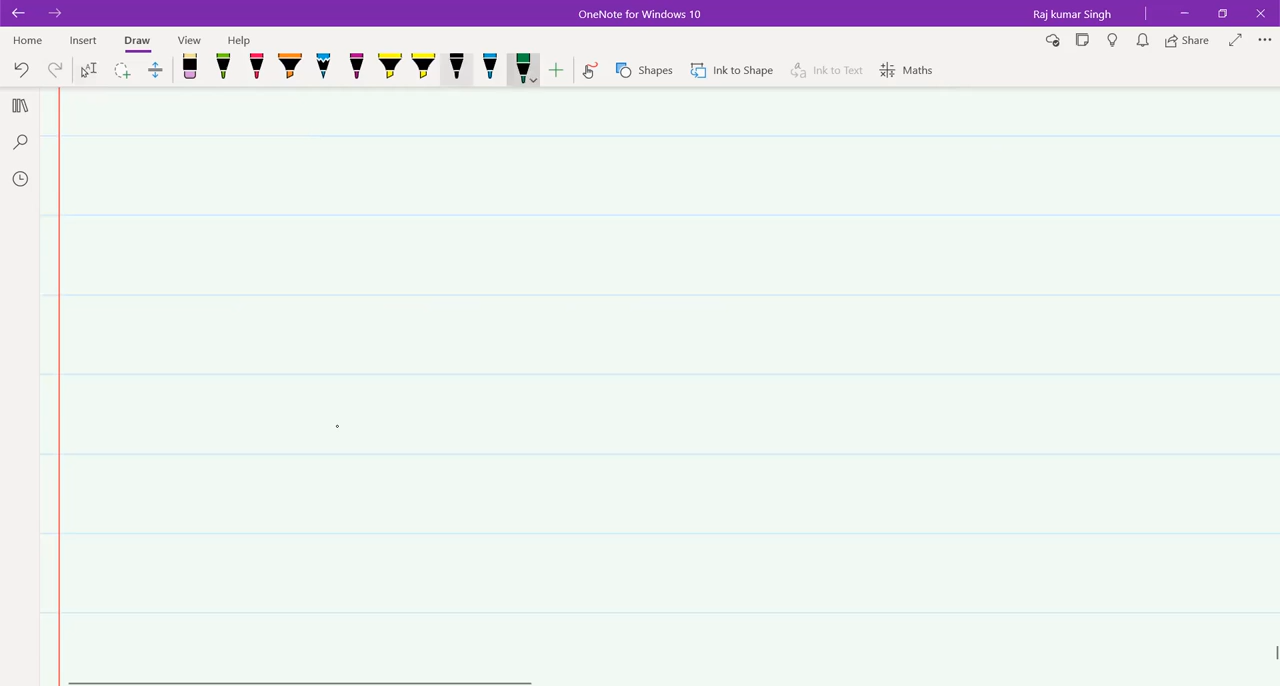 OneNote for Windows 10
Raj kumar Singh
Home Insert Draw View Help
Share
Shapes Ink to Shape Ink to Text Maths